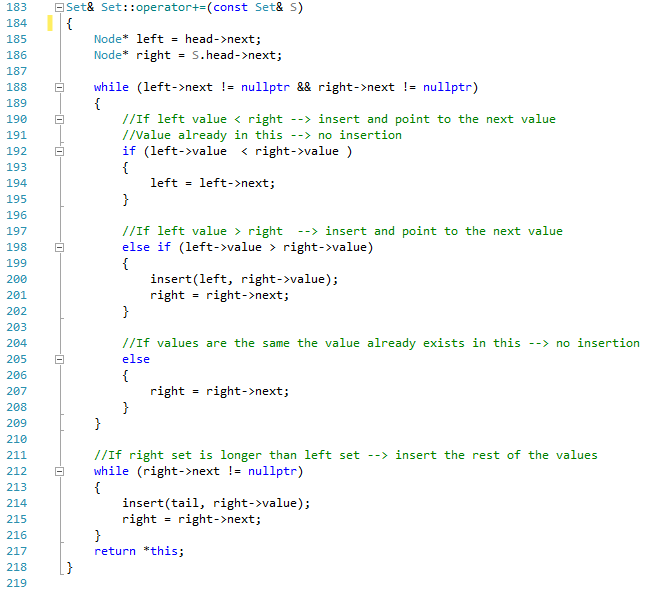 183 Set& Set::operator+=(const Set& S)
184 {
185 Node* left = head->next;
186 Node* right = S.head->next;
187
188 while (left->next != nullptr && right->next != nullptr)
189 {
190 //If left value < right --> insert and point to the next value
191 //Value already in this --> no insertion
192 if (left->value  < right->value )
193 {
194 left = left->next;
195 }
196
197 //If left value > right  --> insert and point to the next value
198 else if (left->value > right->value)
199 {
200 insert(left, right->value);
201 right = right->next;
202 }
203
204 //If values are the same the value already exists in this --> no insertion
205 else
206 {
207 right = right->next;
208 }
209 }
210
211 //If right set is longer than left set --> insert the rest of the values
212 while (right->next != nullptr)
213 {
214 insert(tail, right->value);
215 right = right->next;
216 }
217 return *this;
218 }
219